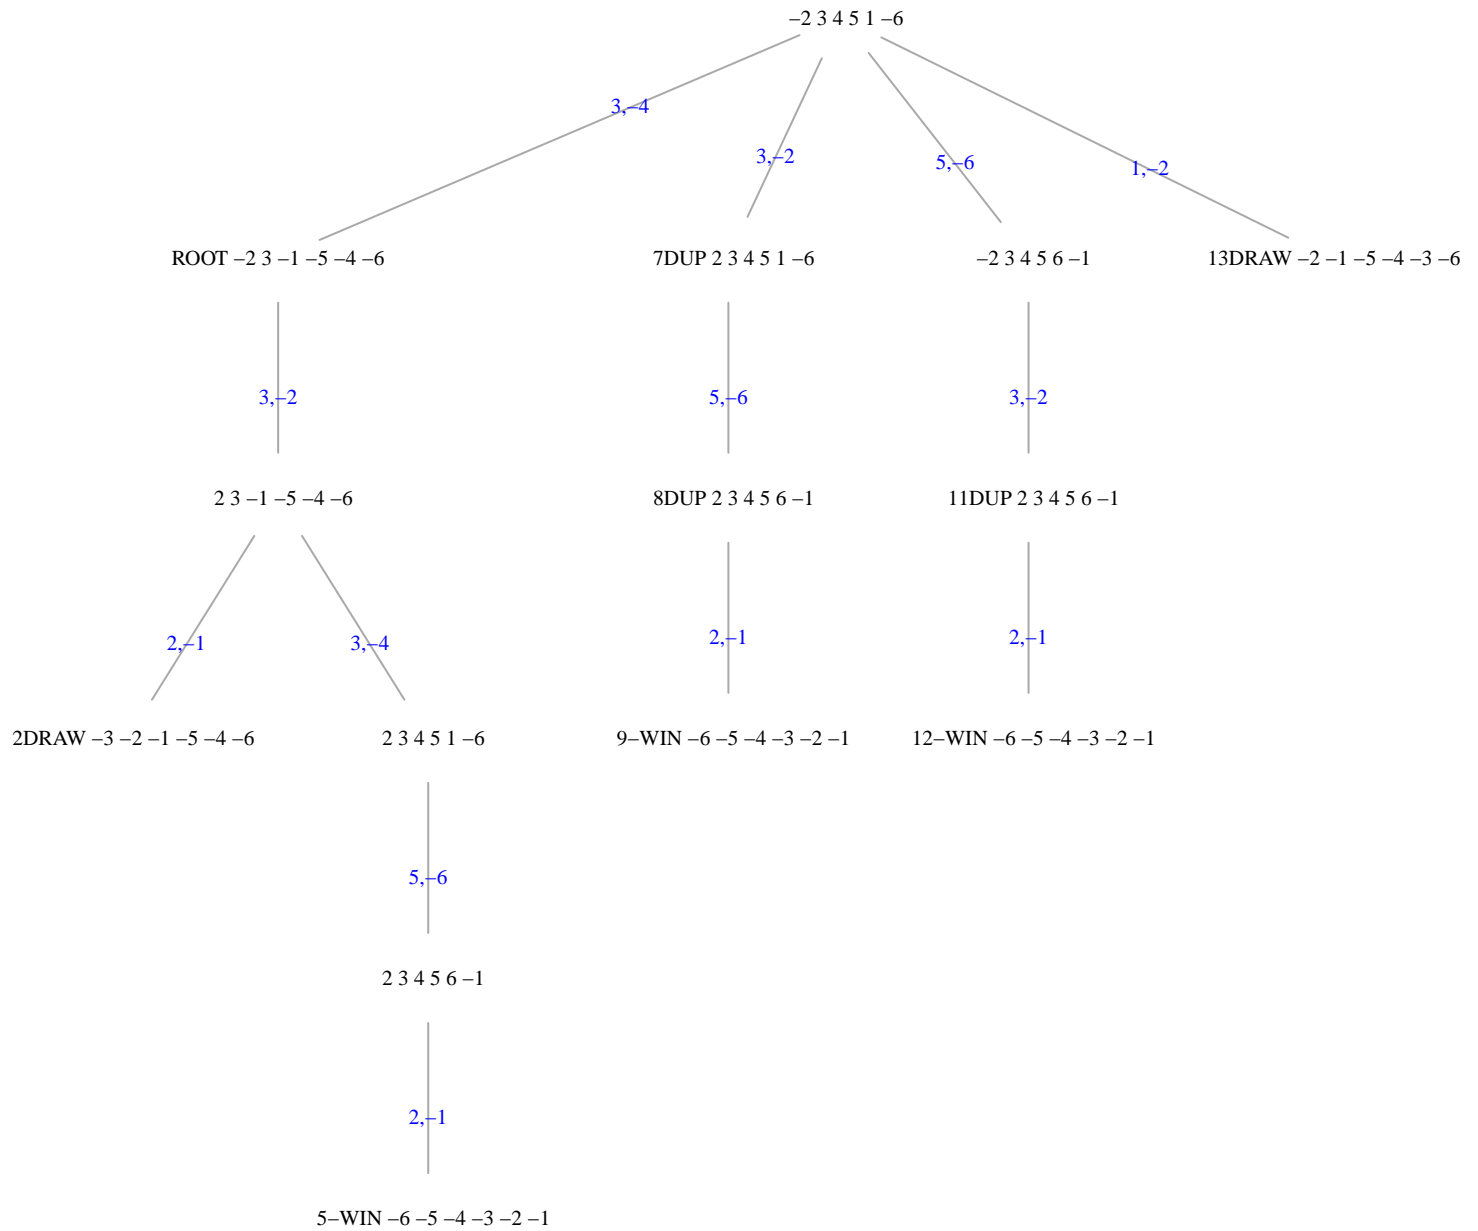 –2 3 4 5 1 –6
3,–4
3,–2
5,–6
1,–2
ROOT –2 3 –1 –5 –4 –6
7DUP 2 3 4 5 1 –6
–2 3 4 5 6 –1
13DRAW –2 –1 –5 –4 –3 –6
3,–2
5,–6
3,–2
2 3 –1 –5 –4 –6
8DUP 2 3 4 5 6 –1
11DUP 2 3 4 5 6 –1
2,–1
3,–4
2,–1
2,–1
2DRAW –3 –2 –1 –5 –4 –6
2 3 4 5 1 –6
9–WIN –6 –5 –4 –3 –2 –1
12–WIN –6 –5 –4 –3 –2 –1
5,–6
2 3 4 5 6 –1
2,–1
5–WIN –6 –5 –4 –3 –2 –1